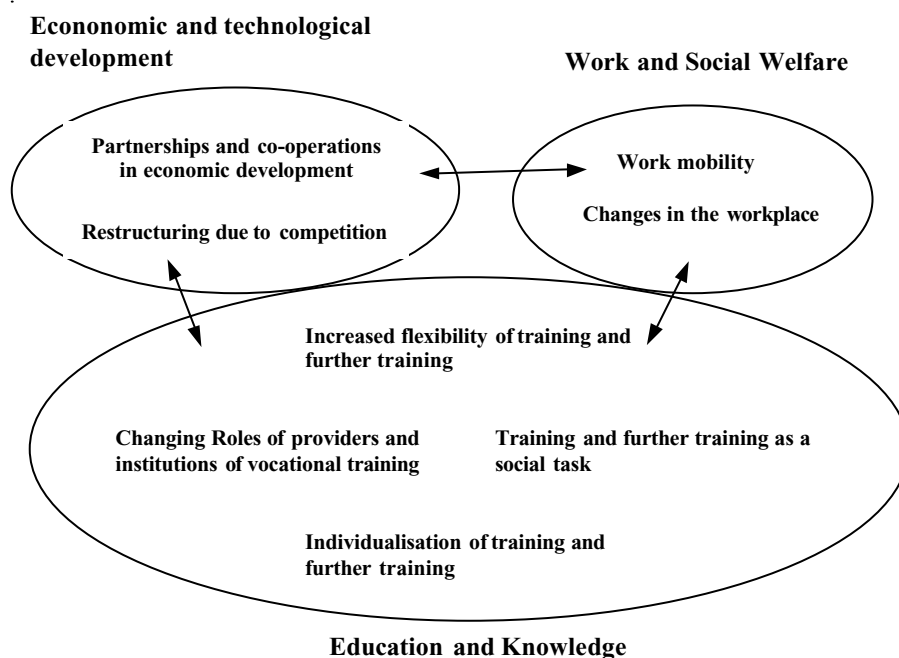 Econonomic and technological
development
Work and Social Welfare
Partnerships and co-operations
in economic development
Work mobility
Changes in the workplace
Restructuring due to competition
Increased flexibility of training and
further training
Changing Roles of providers and
institutions of vocational training
Training and further training as a
social task
Individualisation of training and
further training
Education and Knowledge